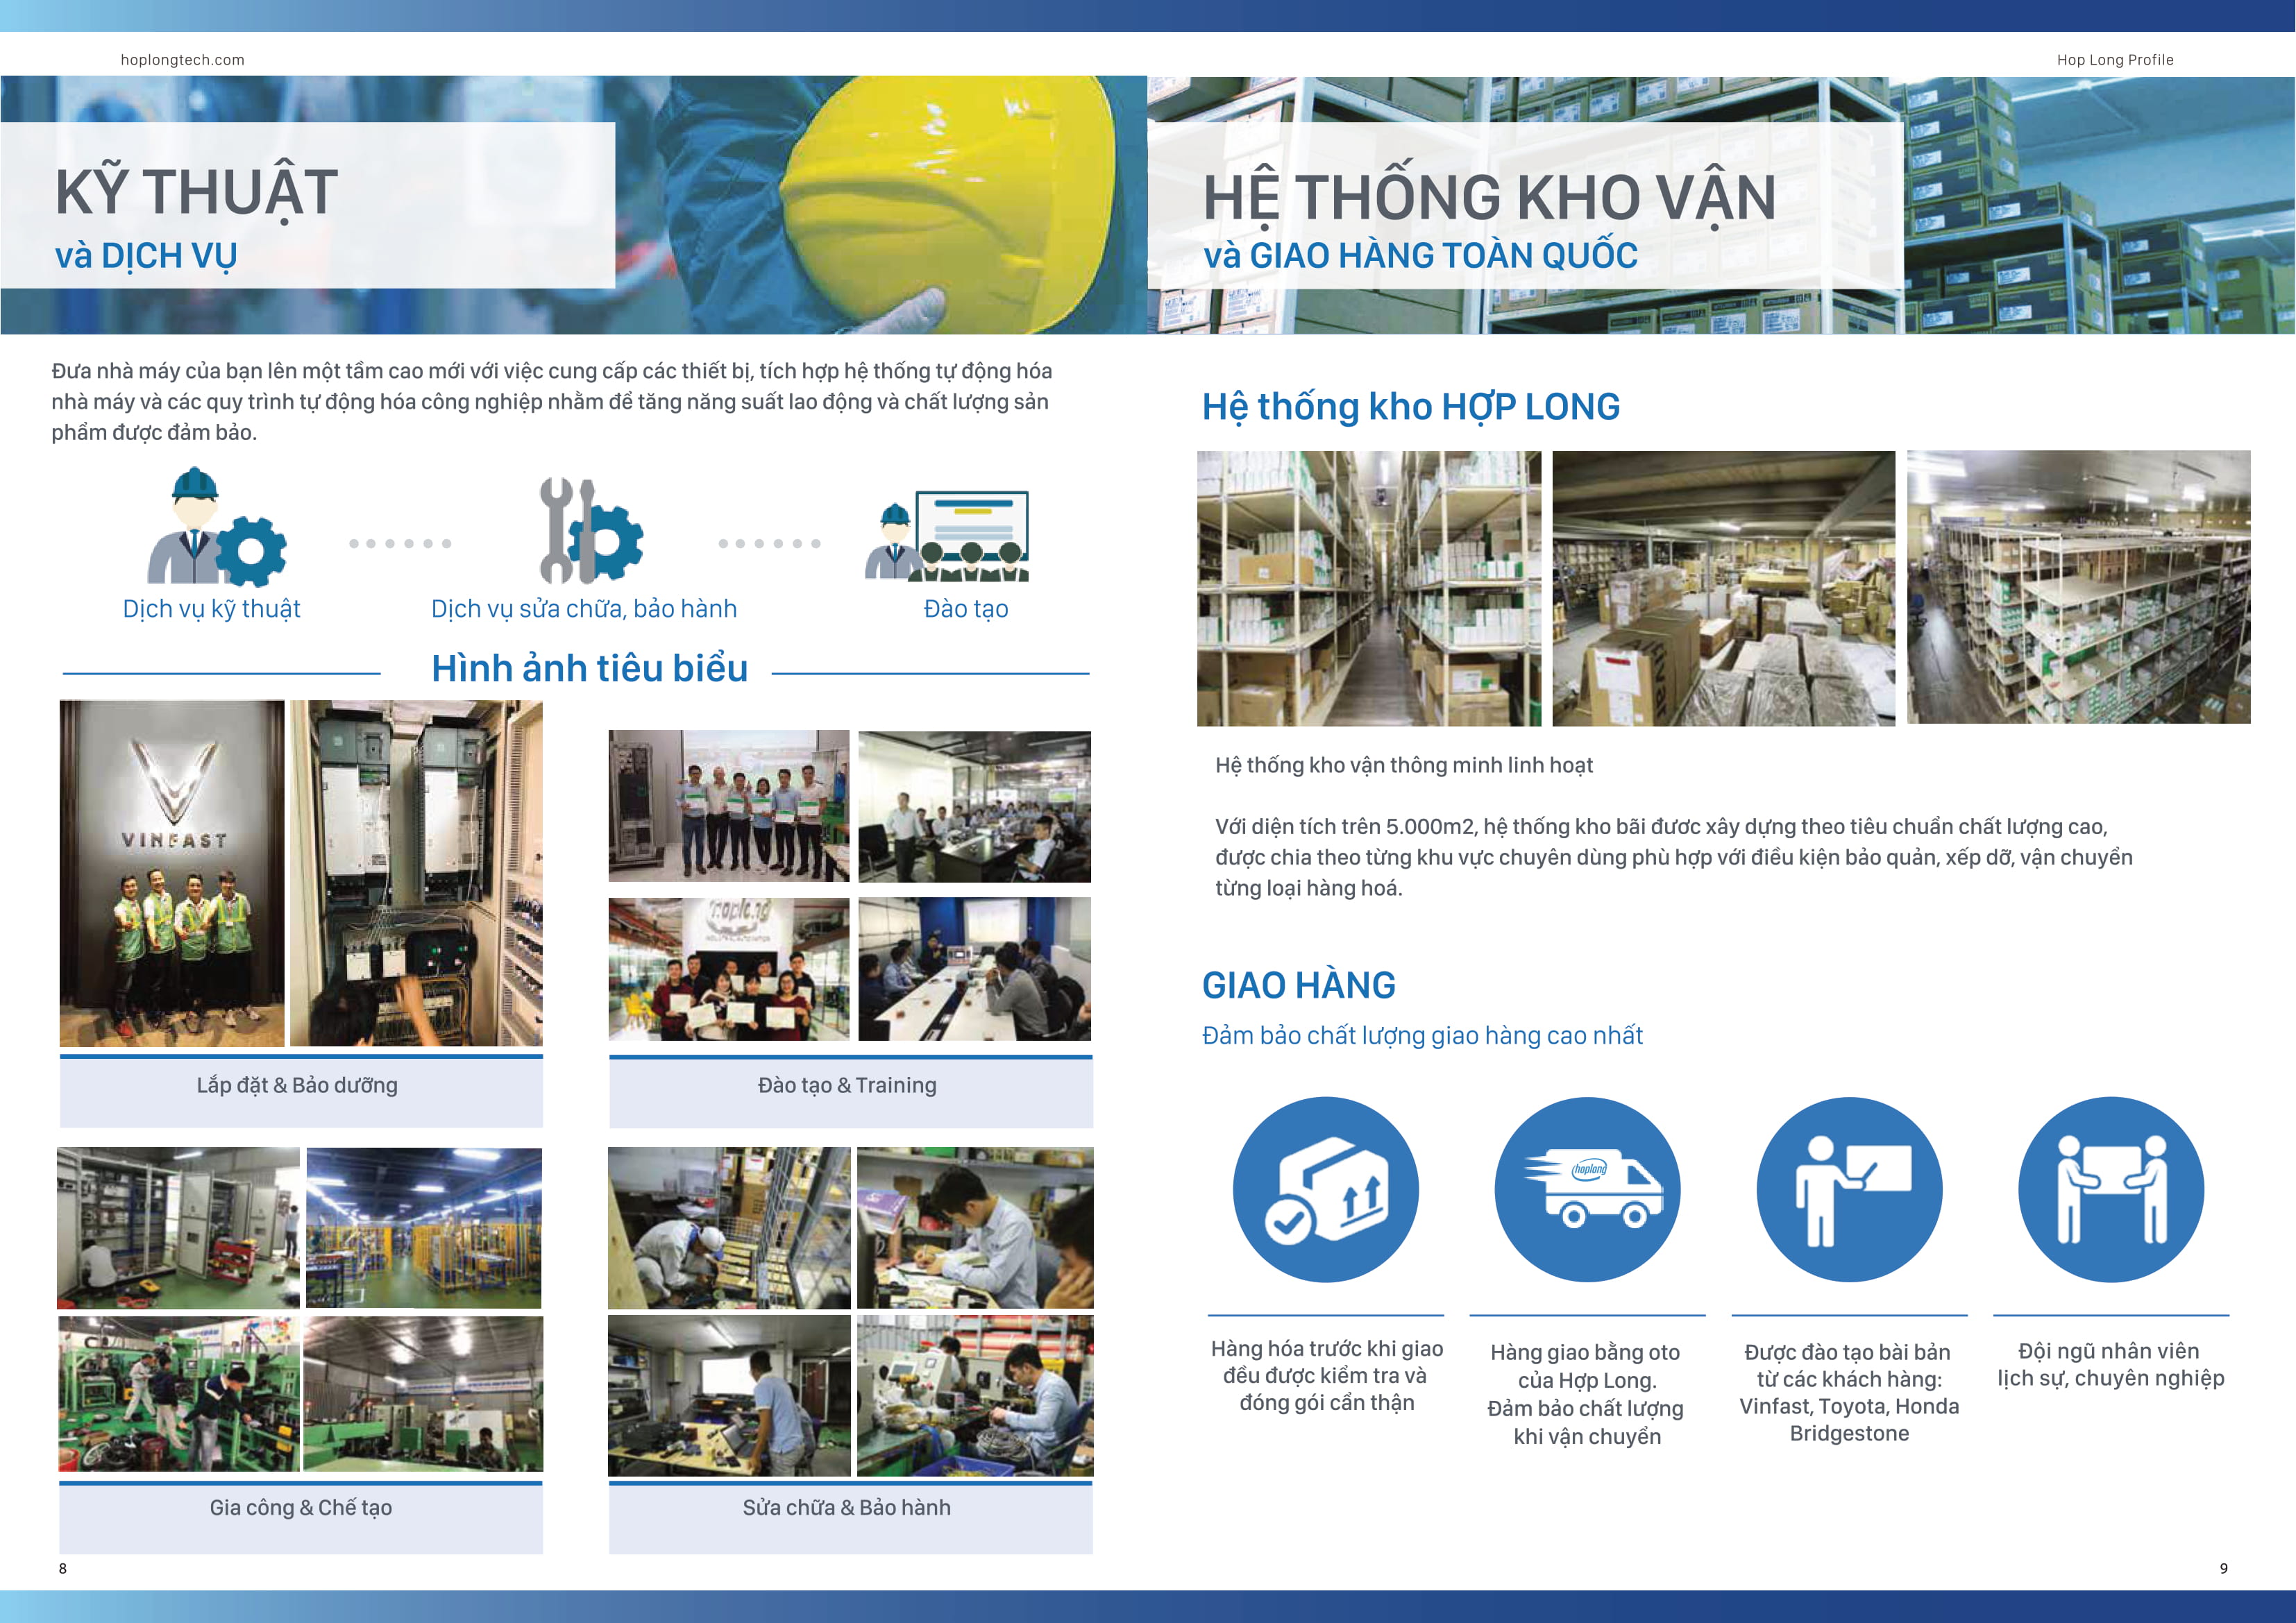 hoplongtech.com
Hop Long Profile
KỸ THUẬT
và DỊCH VỤ
Đưa nhà máy của bạn lên một tầm cao mới với việc cung cấp các thiết bị, tích hợp hệ thống tự động hóa
nhà máy và các quy trình tự động hóa công nghiệp nhằm để tăng năng suất lao động và chất lượng sản
phẩm được đảm bảo.
Dịch vụ kỹ thuật
Dịch vụ sửa chữa, bảo hành
Đào tạo
Hình ảnh tiêu biểu
VINFAST
hoplong
Lắp đặt & Bảo dưỡng
Đào tạo & Training
Gia công & Chế tạo
Sửa chữa & Bảo hành
8
HỆ THỐNG KHO VẬN
và GIAO HÀNG TOÀN QUỐC
Hệ thống kho HỢP LONG
Hệ thống kho vận thông minh linh hoạt
Với diện tích trên 5.000m2, hệ thống kho bãi đươc xây dựng theo tiêu chuẩn chất lượng cao,
được chia theo từng khu vực chuyên dùng phù hợp với điều kiện bảo quản, xếp dỡ, vận chuyển
từng loại hàng hoá.
GIAO HÀNG
Đảm bảo chất lượng giao hàng cao nhất
hoplong
Hàng hóa trước khi giao
đều được kiểm tra và
đóng gói cẩn thận
Hàng giao bằng oto
của Hợp Long.
Đảm bảo chất lượng
khi vận chuyển
Được đào tạo bài bản
từ các khách hàng:
Vinfast, Toyota, Honda
Bridgestone
Đội ngũ nhân viên
lịch sự, chuyên nghiệp
9